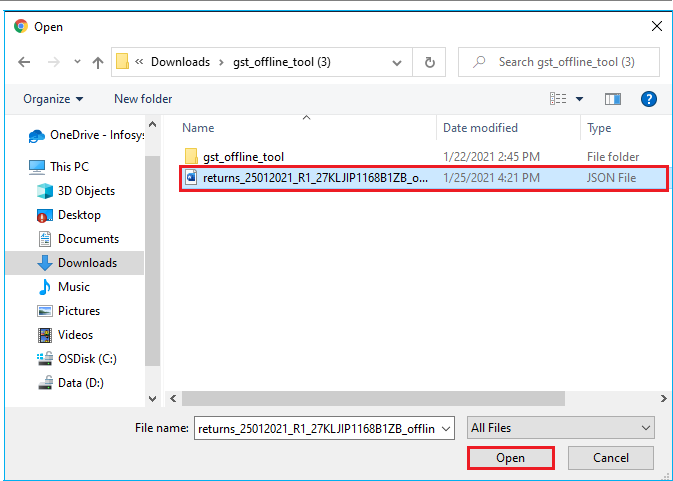 Open
Downloads
gst_offline_tool (3)
Search gst_offline_tool (3)
Organize
New folder
Name
Date modified
Type
OneDrive - Infosys
This PC
3D Objects
Desktop
Documents
Downloads
Music
Pictures
Videos
OSDisk (C:)
Data (D:)
gst_offline_tool 1/22/2021 2:45 PM File folder
returns_25012021_R1_27KLJIP1168B1ZB_o... 1/25/2021 4:21 PM JSON File
File name: returns_25012021_R1_27KLJIP1168B1ZB_offlin All Files
Open Cancel